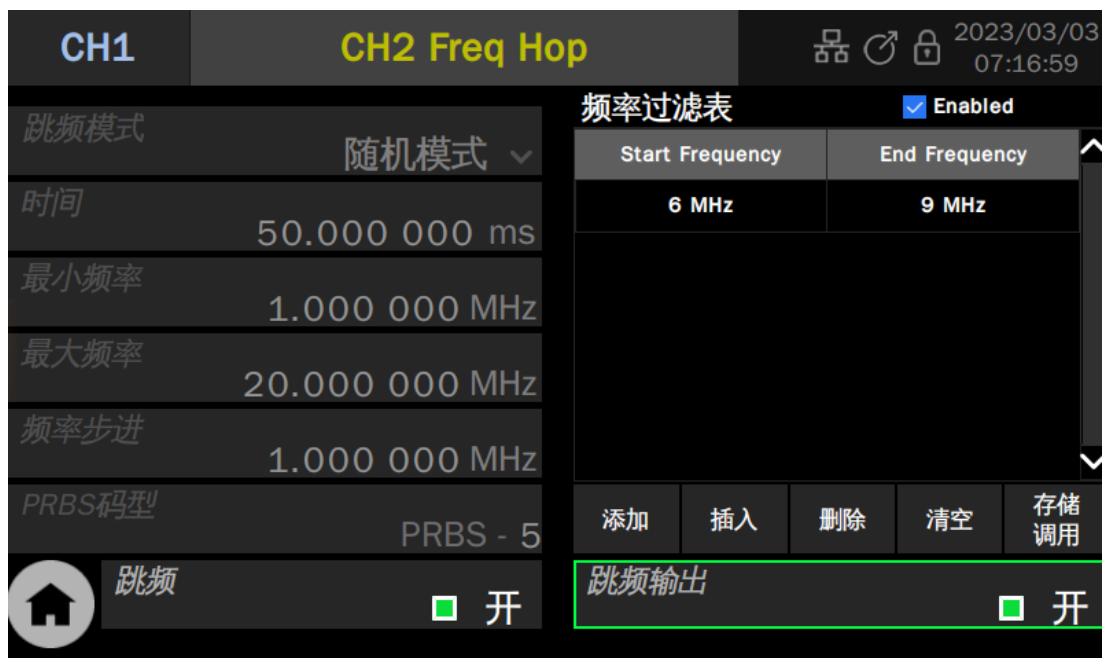 CH1
CH2 Freq Hop
2023/03/03
07:16:59
跳频模式
随机模式
时间
50.000 000 ms
最小频率
1.000 000 MHz
最大频率
20.000 000 MHz
频率步进
1.000 000 MHz
PRBS码型
PRBS - 5
跳频
开
频率过滤表
Enabled
Start Frequency
End Frequency
6 MHz
9 MHz
添加
插入
删除
清空
存储
调用
跳频输出
开